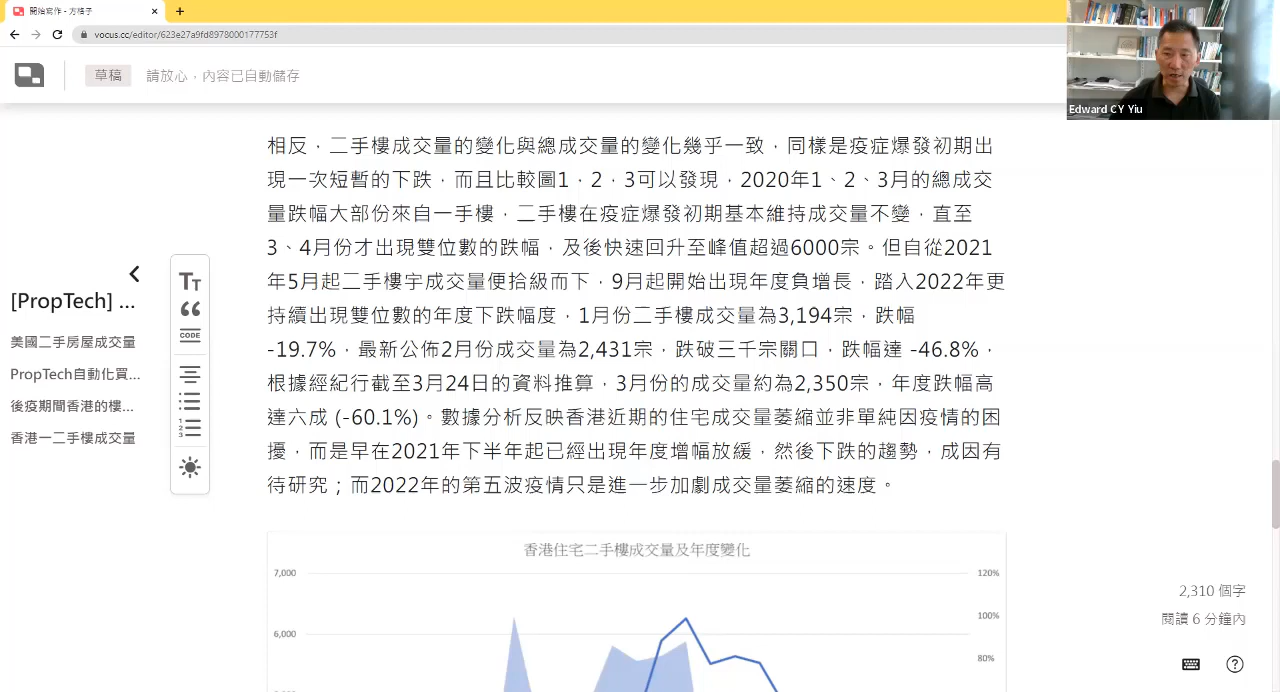 開始寫作 - 方格子
vocus.cc/editor/623e27a9fd8978000177753f
草稿
請放心，內容已自動儲存
Edward CY Yiu
相反，二手樓成交量的變化與總成交量的變化幾乎一致，同樣是疫症爆發初期出
現一次短暫的下跌，而且比較圖1，2，3可以發現，2020年1、2、3月的總成交
量跌幅大部份來自一手樓，二手樓在疫症爆發初期基本維持成交量不變，直至
3、4月份才出現雙位數的跌幅，及後快速回升至峰值超過6000宗。但自從2021
年5月起二手樓宇成交量便拾級而下，9月起開始出現年度負增長，踏入2022年更
持續出現雙位數的年度下跌幅度，1月份二手樓成交量為3,194宗，跌幅
-19.7%，最新公佈2月份成交量為2,431宗，跌破三千宗關口，跌幅達 -46.8%，
根據經紀行截至3月24日的資料推算，3月份的成交量約為2,350宗，年度跌幅高
達六成 (-60.1%)。數據分析反映香港近期的住宅成交量萎縮並非單純因疫情的困
擾，而是早在2021年下半年起已經出現年度增幅放緩，然後下跌的趨勢，成因有
待研究；而2022年的第五波疫情只是進一步加劇成交量萎縮的速度。
[PropTech] ...
美國二手房屋成交量
PropTech自動化買...
後疫期間香港的樓...
香港一二手樓成交量
CODE
香港住宅二手樓成交量及年度變化
7,000
120%
100%
6,000
80%
2,310 個字
閱讀 6 分鐘內